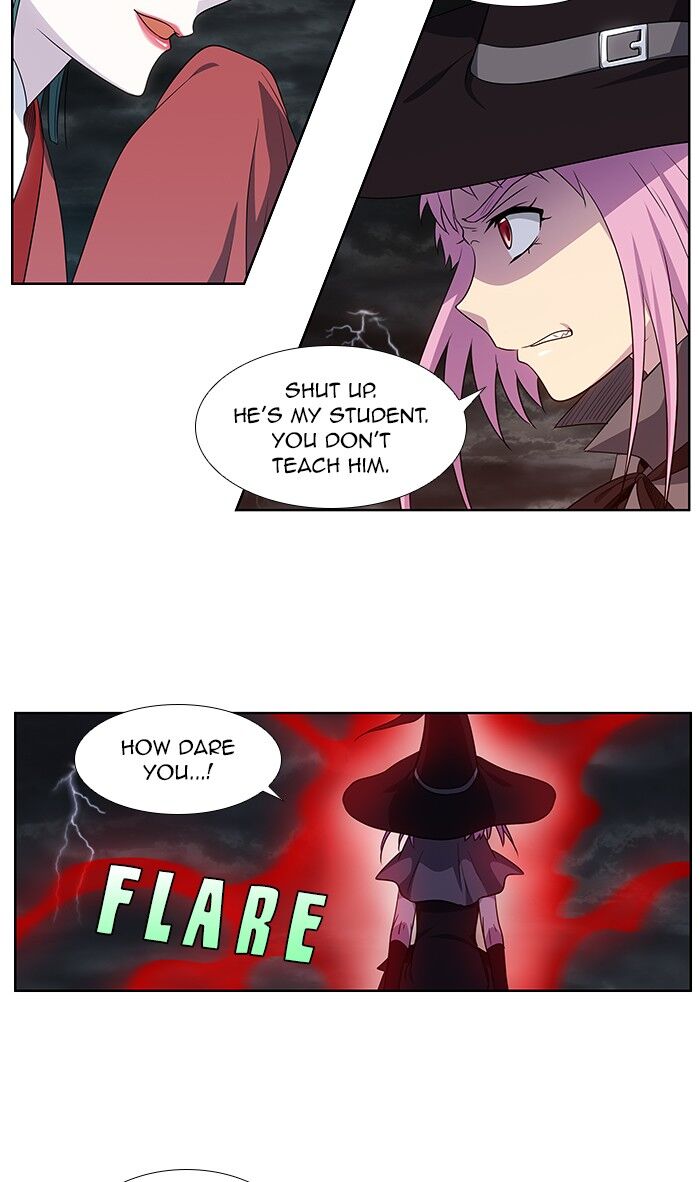 SHUT UP.
HE'S MY STUDENT.
YOU DON'T
TEACH HIM.
HOW DARE
YOU...!
FLARE